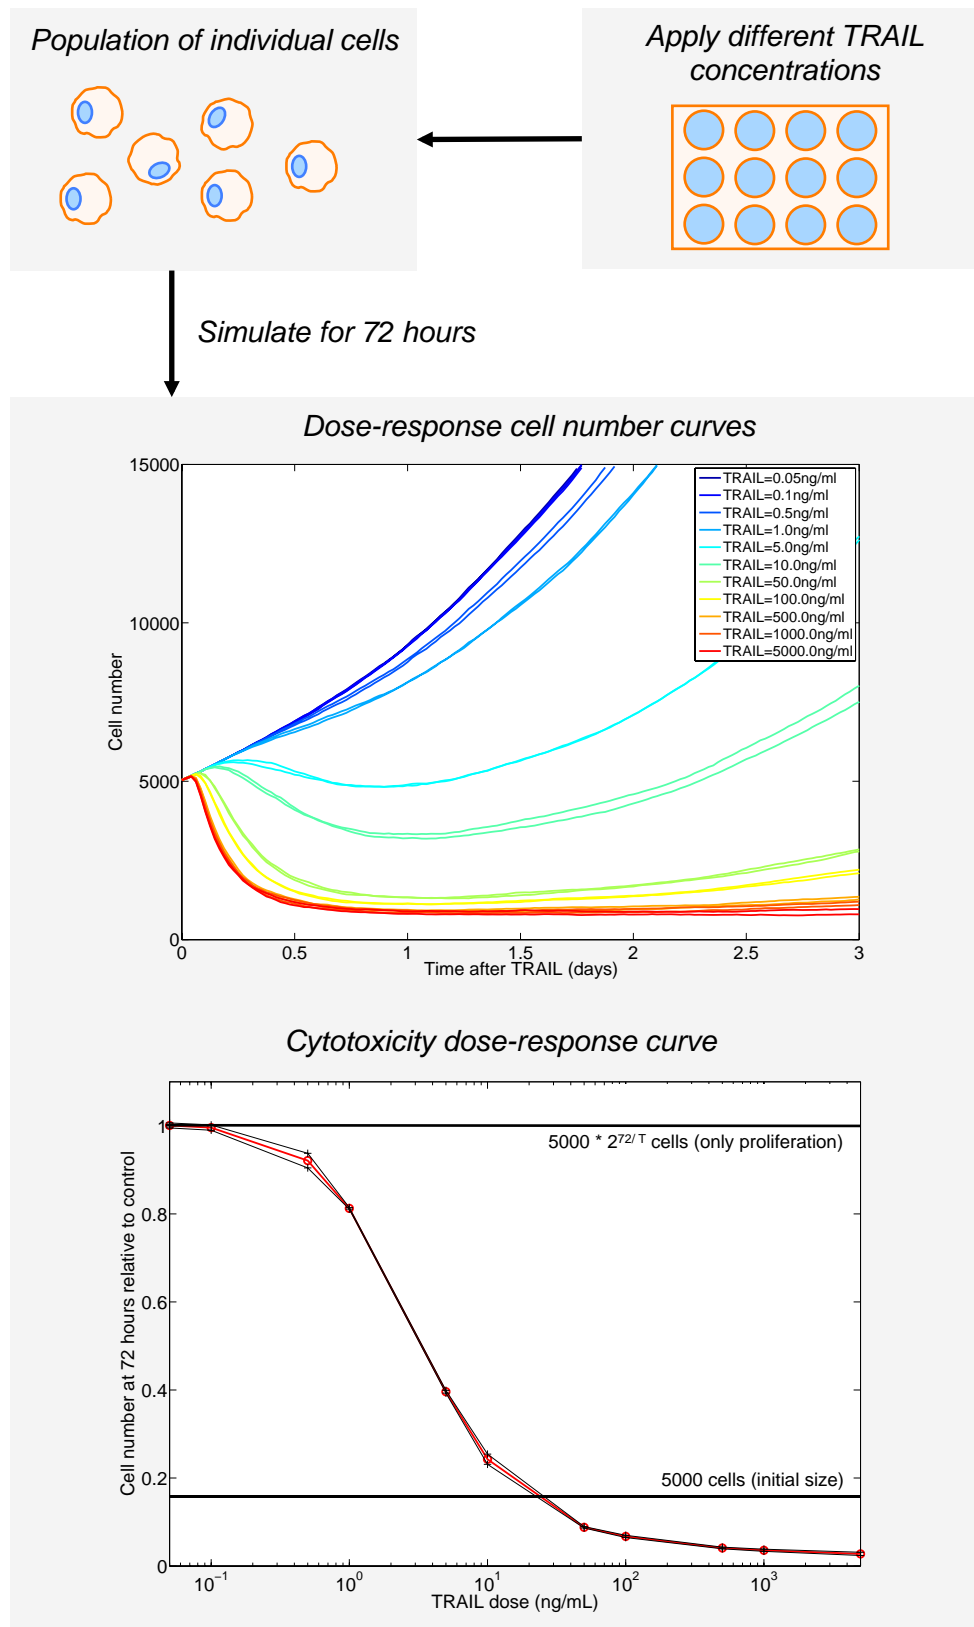 Population of individual cells
Apply different TRAIL
concentrations
Simulate for 72 hours
Dose-response cell number curves
15000
10000
5000
0
Cell number
0
0.5
1
1.5
2
2.5
3
Time after TRAIL (days)
TRAIL=0.05ng/ml
TRAIL=0.1ng/ml
TRAIL=0.5ng/ml
TRAIL=1.0ng/ml
TRAIL=5.0ng/ml
TRAIL=10.0ng/ml
TRAIL=50.0ng/ml
TRAIL=100.0ng/ml
TRAIL=500.0ng/ml
TRAIL=1000.0ng/ml
TRAIL=5000.0ng/ml
Cytotoxicity dose-response curve
1
0.8
0.6
0.4
0.2
0
Cell number at 72 hours relative to control
5000 * 2^72/T cells (only proliferation)
5000 cells (initial size)
10^−1
10^0
10^1
10^2
10^3
TRAIL dose (ng/mL)